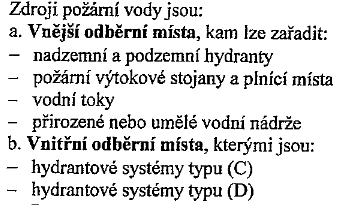 Zdrojí požární vody jsou:
a. Vnější odběrní místa, kam lze zařadit:
– nadzemní a podzemní hydranty
– požární výtokové stojany a plnící místa
– vodní toky
– přirozené nebo umělé vodní nádrže
b. Vnitřní odběrní místa, kterými jsou:
– hydrantové systémy typu (C)
– hydrantové systémy typu (D)